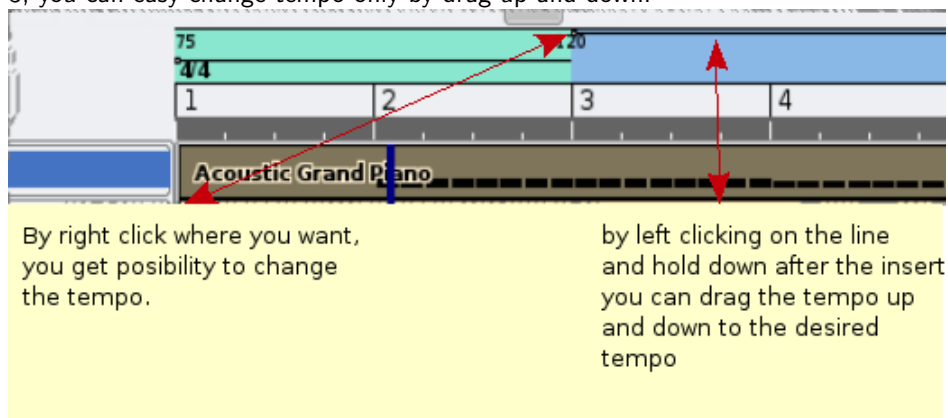 you can easy change tempo only by drag up and down.
75
120
4/4
1 2 3 4
Acoustic Grand Piano
By right click where you want,
you get posibility to change
the tempo.
by left clicking on the line
and hold down after the insert
you can drag the tempo up
and down to the desired
tempo